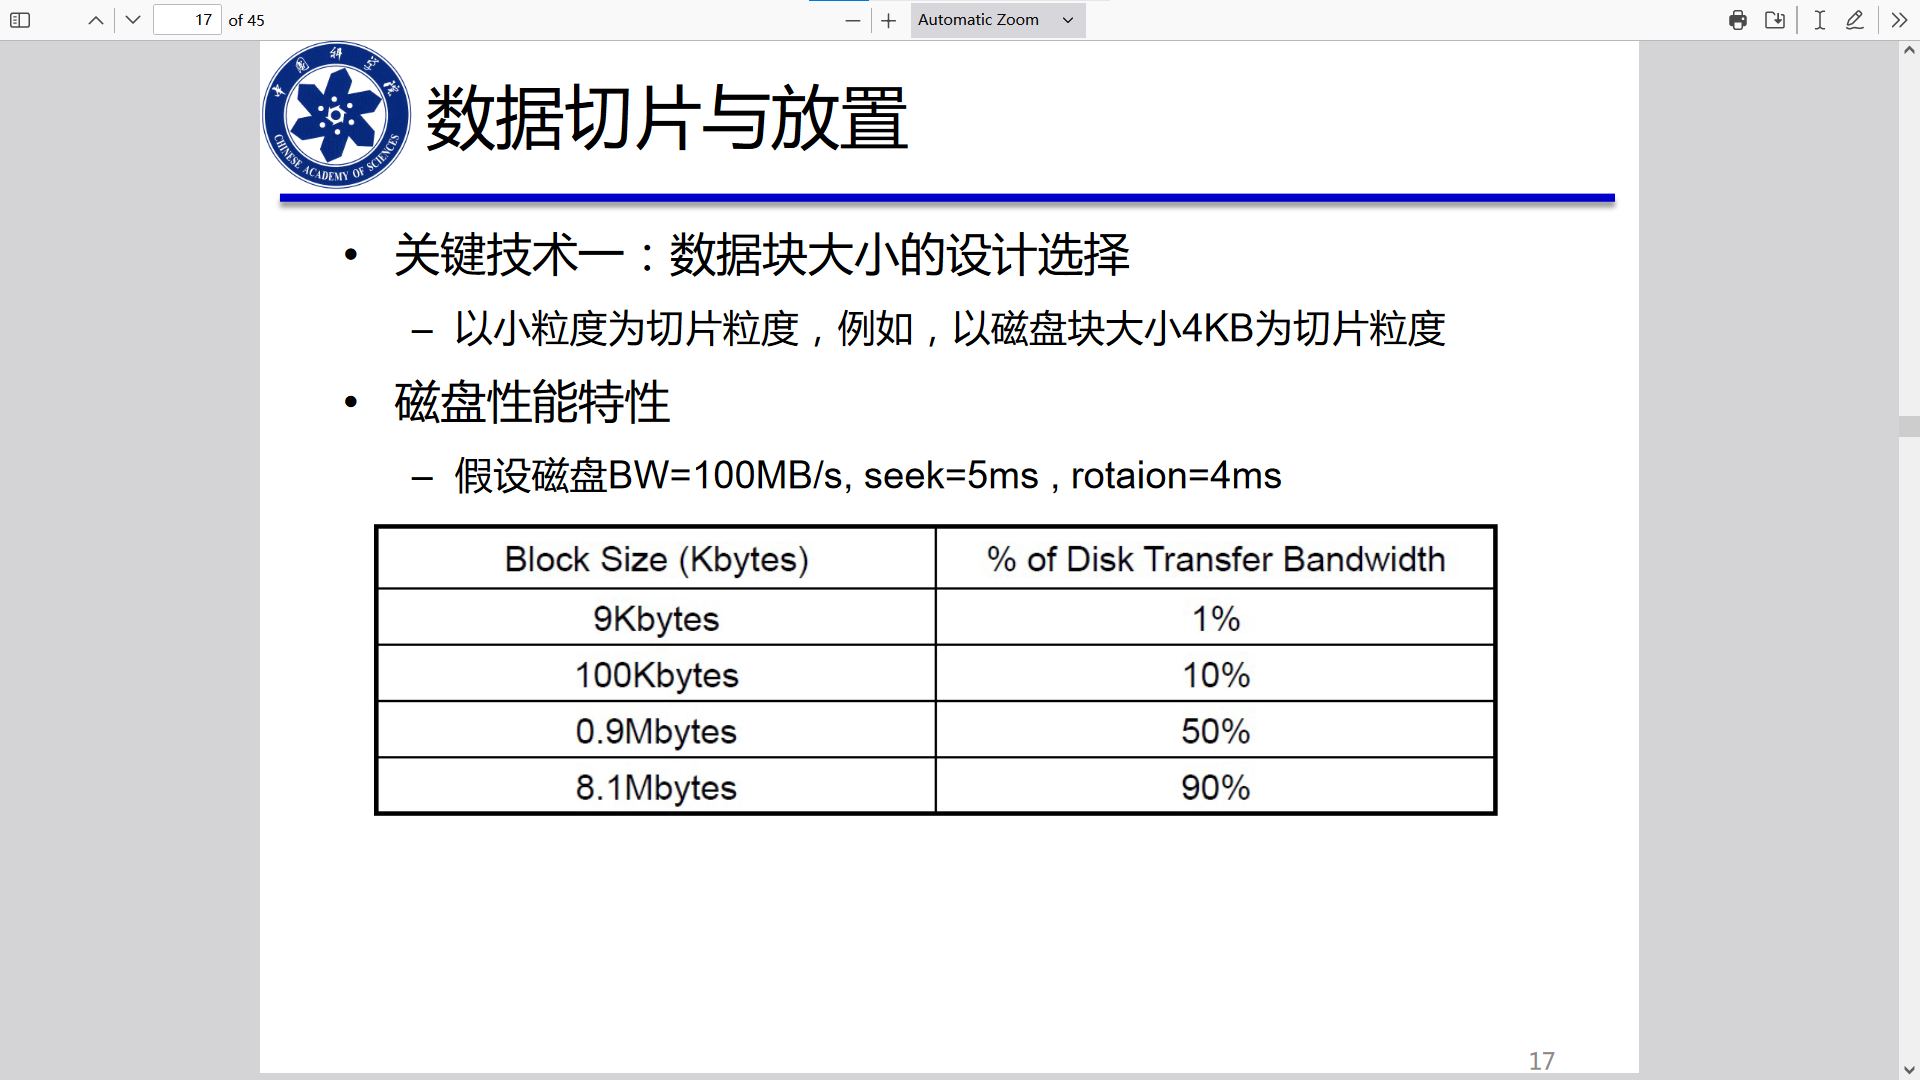 17 of 45
Automatic Zoom
中国科学院
CHINESE ACADEMY OF SCIENCES
数据切片与放置
• 关键技术一：数据块大小的设计选择
– 以小粒度为切片粒度，例如，以磁盘块大小4KB为切片粒度
• 磁盘性能特性
– 假设磁盘BW=100MB/s, seek=5ms , rotaion=4ms
Block Size (Kbytes) % of Disk Transfer Bandwidth
9Kbytes 1%
100Kbytes 10%
0.9Mbytes 50%
8.1Mbytes 90%
17